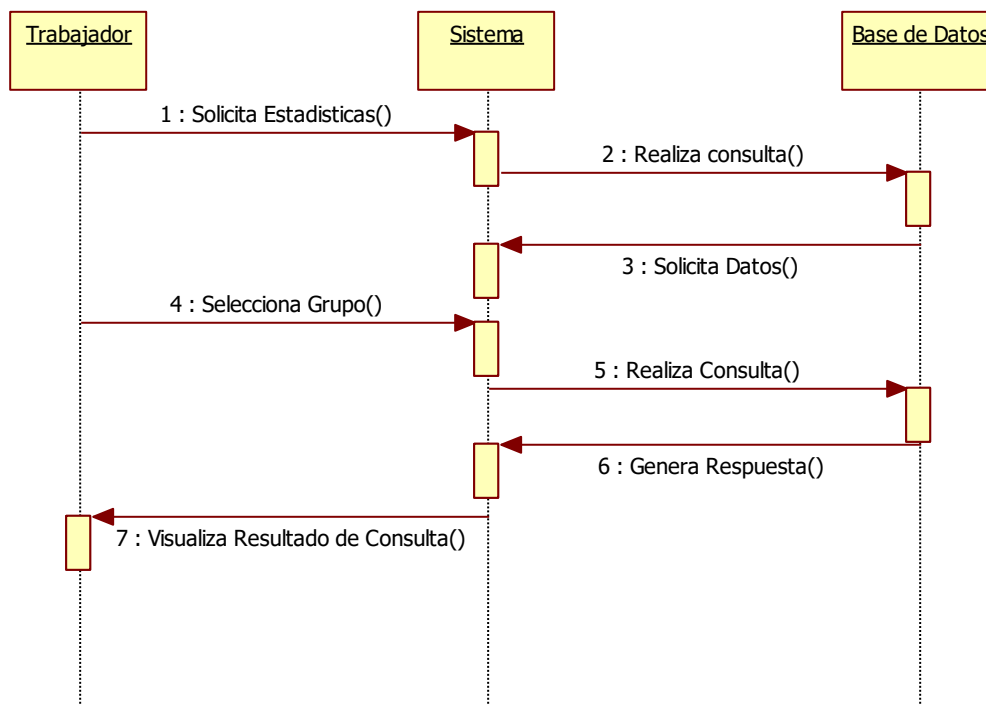 Trabajador
Sistema
Base de Datos
1 : Solicita Estadisticas()
2 : Realiza consulta()
3 : Solicita Datos()
4 : Selecciona Grupo()
5 : Realiza Consulta()
6 : Genera Respuesta()
7 : Visualiza Resultado de Consulta()